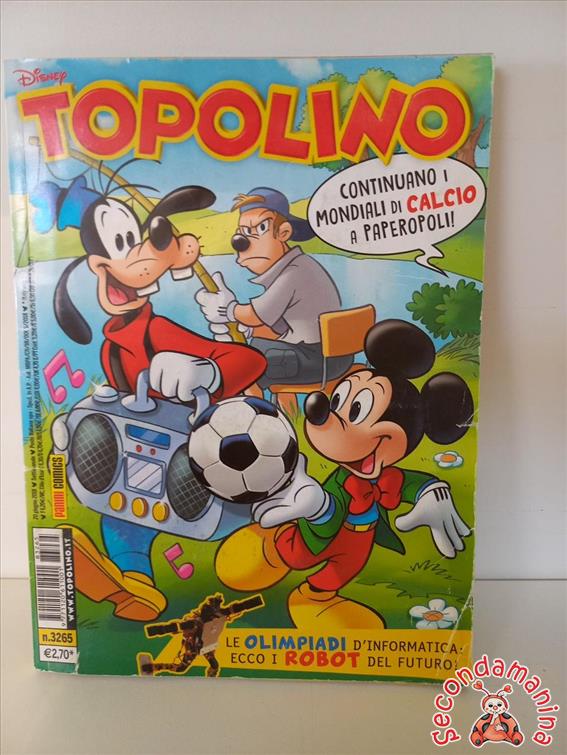 Disney
TOPOLINO
CONTINUANO I
MONDIALI DI CALCIO
A PAPEROPOLI!
PANINI COMICS
WWW.TOPOLINO.IT
n.3265
€2,70*
LE OLIMPIADI D'INFORMATICA:
ECCO I ROBOT DEL FUTURO!
Secondamanina